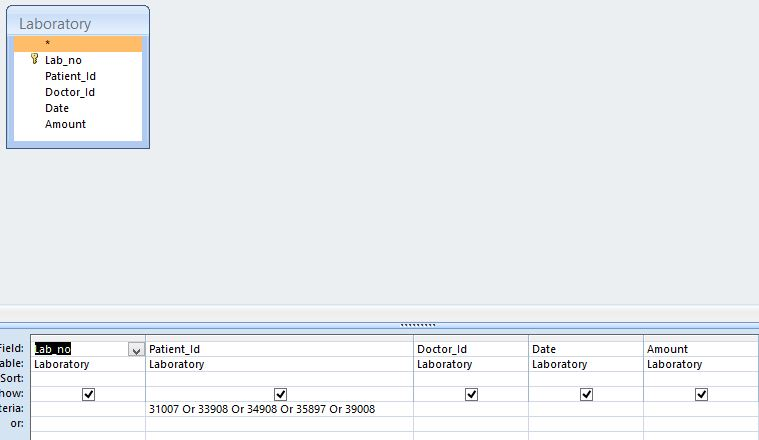 Laboratory
*
Lab_no
Patient_Id
Doctor_Id
Date
Amount
Field: Lab_no Patient_Id Doctor_Id Date Amount
able: Laboratory Laboratory Laboratory Laboratory Laboratory
Sort:
how:
teria: 31007 Or 33908 Or 34908 Or 35897 Or 39008
or: